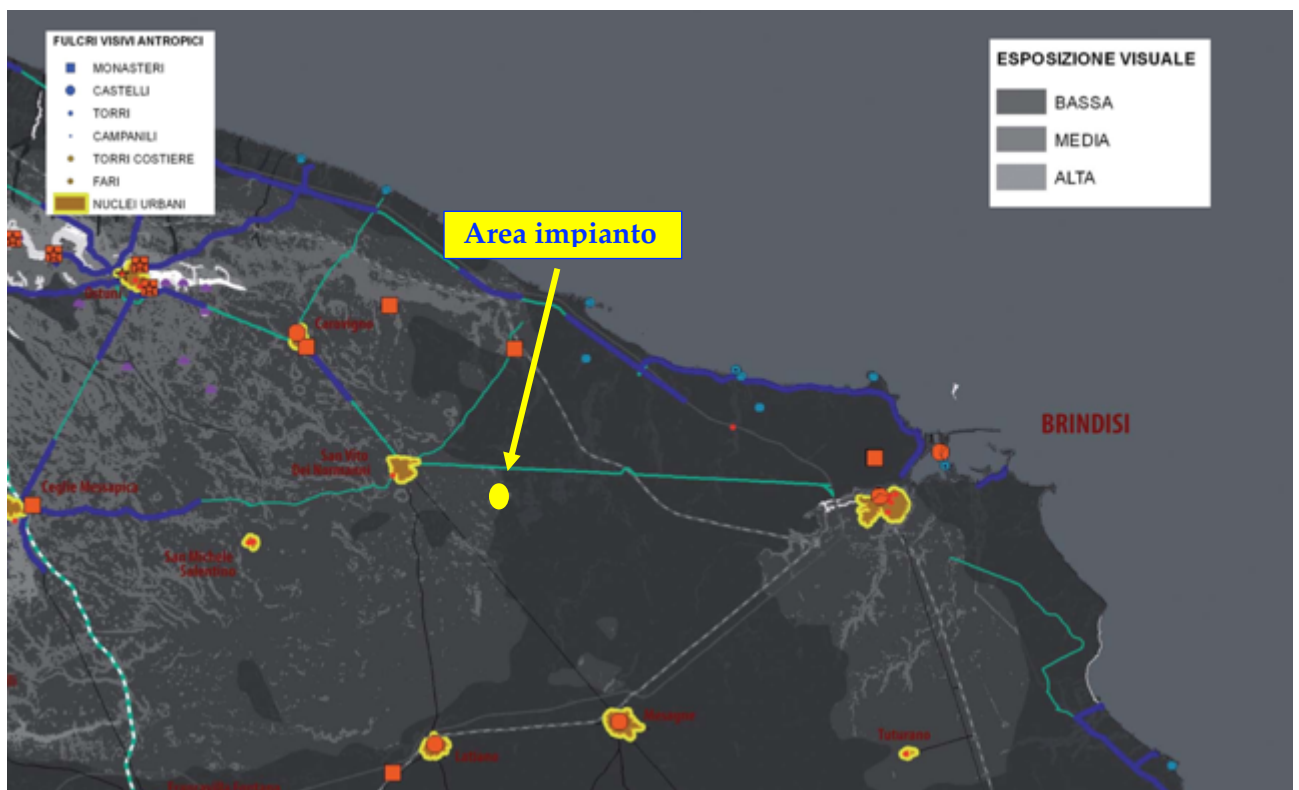 FULCRI VISIVI ANTROPICI
MONASTERI
CASTELLI
TORRI
CAMPANILI
TORRI COSTIERE
FARI
NUCLEI URBANI
ESPOSIZIONE VISUALE
BASSA
MEDIA
ALTA
Area impianto
Ostuni
Carovigno
BRINDISI
San Vito
Dei Normanni
Ceglie Messapica
San Michele
Salentino
Mesagne
Latiano
Tuturano